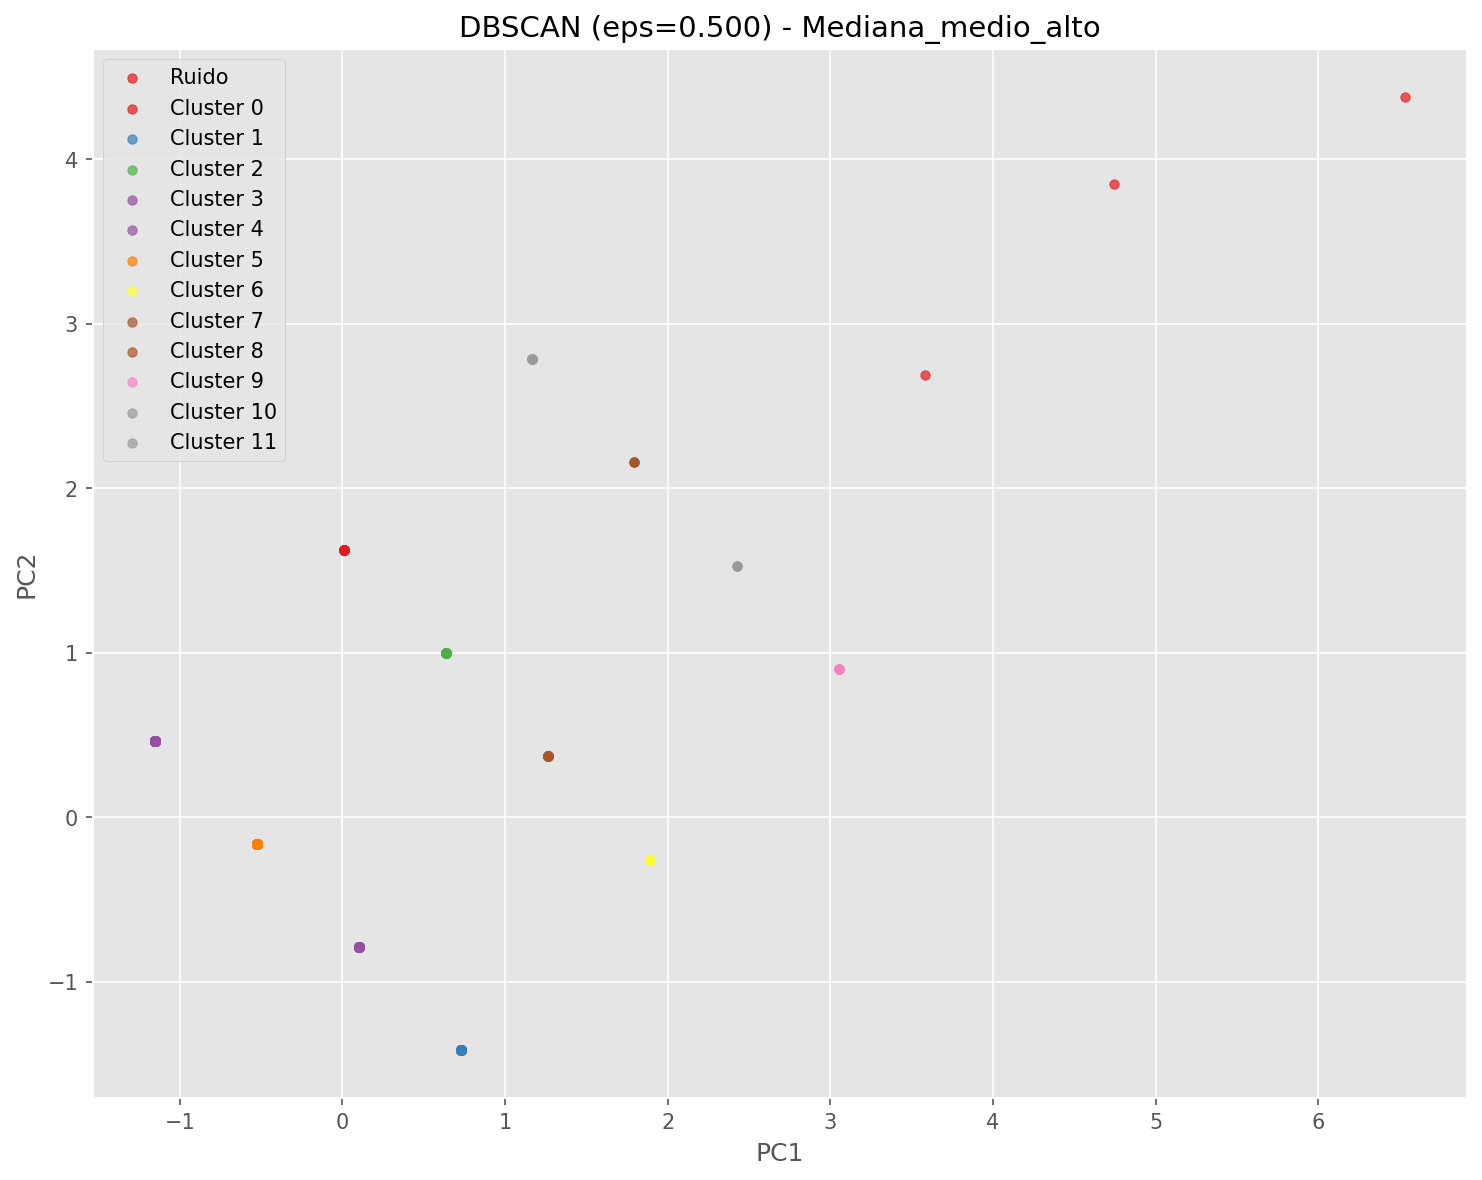 DBSCAN (eps=0.500) - Mediana_medio_alto
Ruido
Cluster 0
Cluster 1
Cluster 2
Cluster 3
Cluster 4
Cluster 5
Cluster 6
Cluster 7
Cluster 8
Cluster 9
Cluster 10
Cluster 11
4
3
2
1
0
−1
PC2
−1 0 1 2 3 4 5 6
PC1